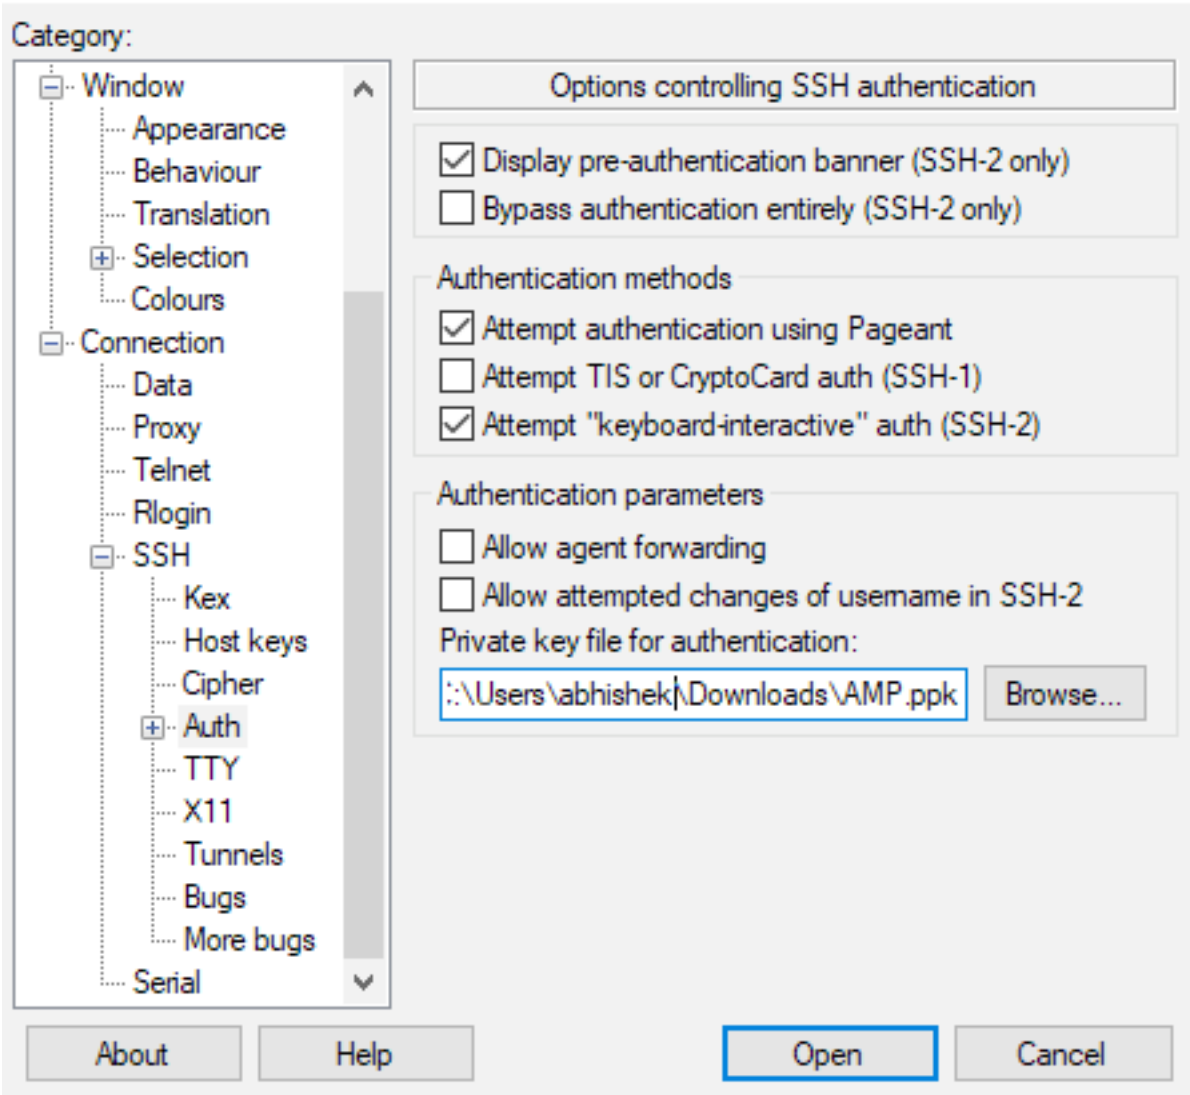 Category:
Window
Appearance
Behaviour
Translation
Selection
Colours
Connection
Data
Proxy
Telnet
Rlogin
SSH
Kex
Host keys
Cipher
Auth
TTY
X11
Tunnels
Bugs
More bugs
Serial
Options controlling SSH authentication
Display pre-authentication banner (SSH-2 only)
Bypass authentication entirely (SSH-2 only)
Authentication methods
Attempt authentication using Pageant
Attempt TIS or CryptoCard auth (SSH-1)
Attempt "keyboard-interactive" auth (SSH-2)
Authentication parameters
Allow agent forwarding
Allow attempted changes of username in SSH-2
Private key file for authentication:
:\Users\abhishek\Downloads\AMP.ppk
Browse...
About
Help
Open
Cancel